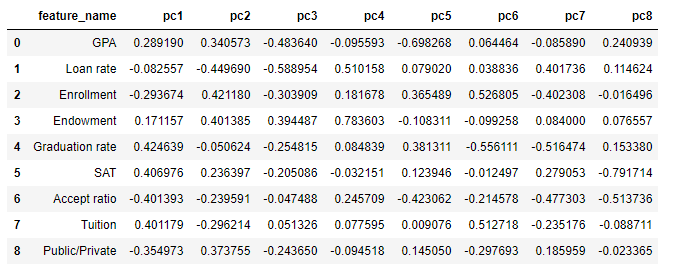 feature_name pc1 pc2 pc3 pc4 pc5 pc6 pc7 pc8
0 GPA 0.289190 0.340573 -0.483640 -0.095593 -0.698268 0.064464 -0.085890 0.240939
1 Loan rate -0.082557 -0.449690 -0.588954 0.510158 0.079020 0.038836 0.401736 0.114624
2 Enrollment -0.293674 0.421180 -0.303909 0.181678 0.365489 0.526805 -0.402308 -0.016496
3 Endowment 0.171157 0.401385 0.394487 0.783603 -0.108311 -0.099258 0.084000 0.076557
4 Graduation rate 0.424639 -0.050624 -0.254815 0.084839 0.381311 -0.556111 -0.516474 0.153380
5 SAT 0.406976 0.236397 -0.205086 -0.032151 0.123946 -0.012497 0.279053 -0.791714
6 Accept ratio -0.401393 -0.239591 -0.047488 0.245709 -0.423062 -0.214578 -0.477303 -0.513736
7 Tuition 0.401179 -0.296214 0.051326 0.077595 0.009076 0.512718 -0.235176 -0.088711
8 Public/Private -0.354973 0.373755 -0.243650 -0.094518 0.145050 -0.297693 0.185959 -0.023365